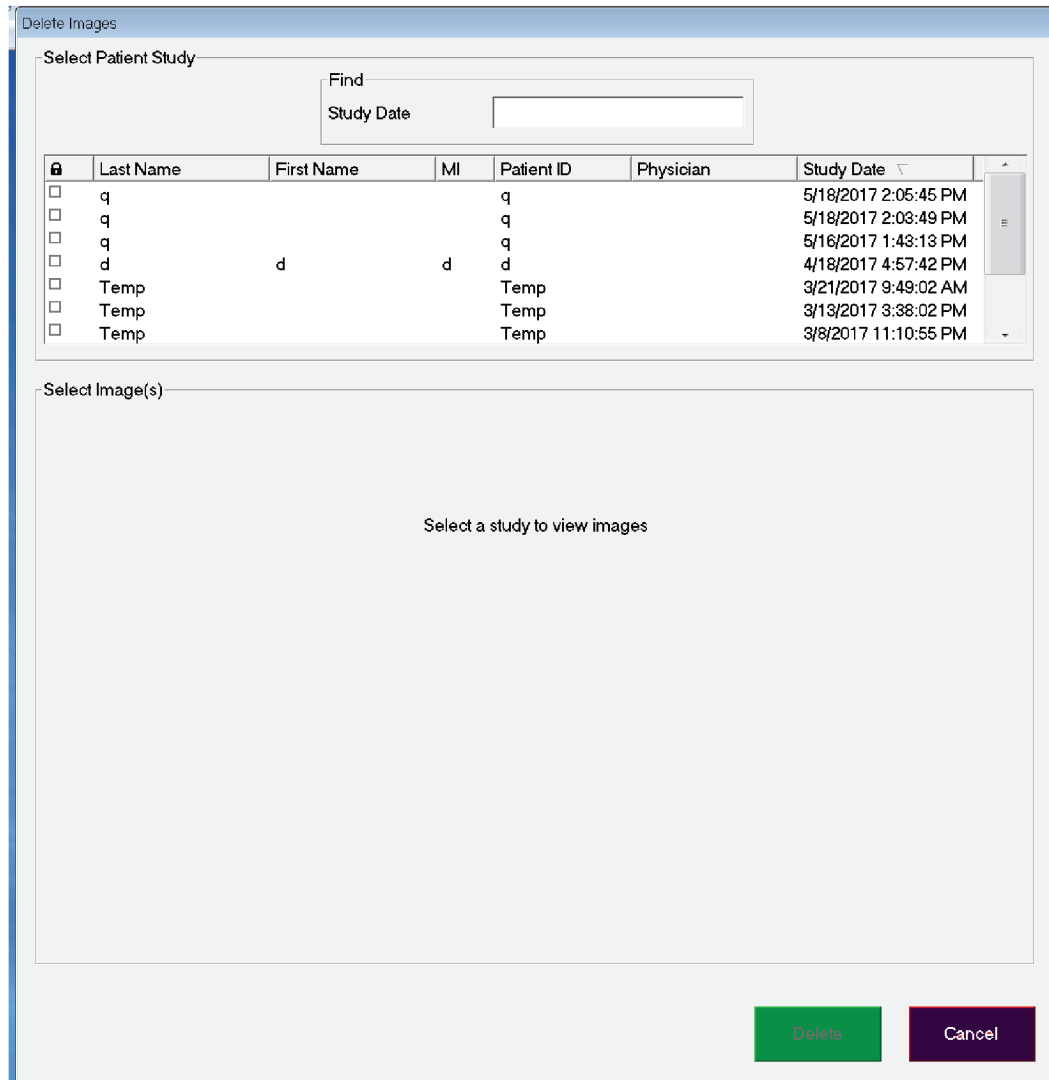 Delete Images
Select Patient Study
Find
Study Date
Last Name First Name MI Patient ID Physician Study Date
q q 5/18/2017 2:05:45 PM
q q 5/18/2017 2:03:49 PM
q q 5/16/2017 1:43:13 PM
d d d d 4/18/2017 4:57:42 PM
Temp Temp 3/21/2017 9:49:02 AM
Temp Temp 3/13/2017 3:38:02 PM
Temp Temp 3/8/2017 11:10:55 PM
Select Image(s)
Select a study to view images
Delete Cancel